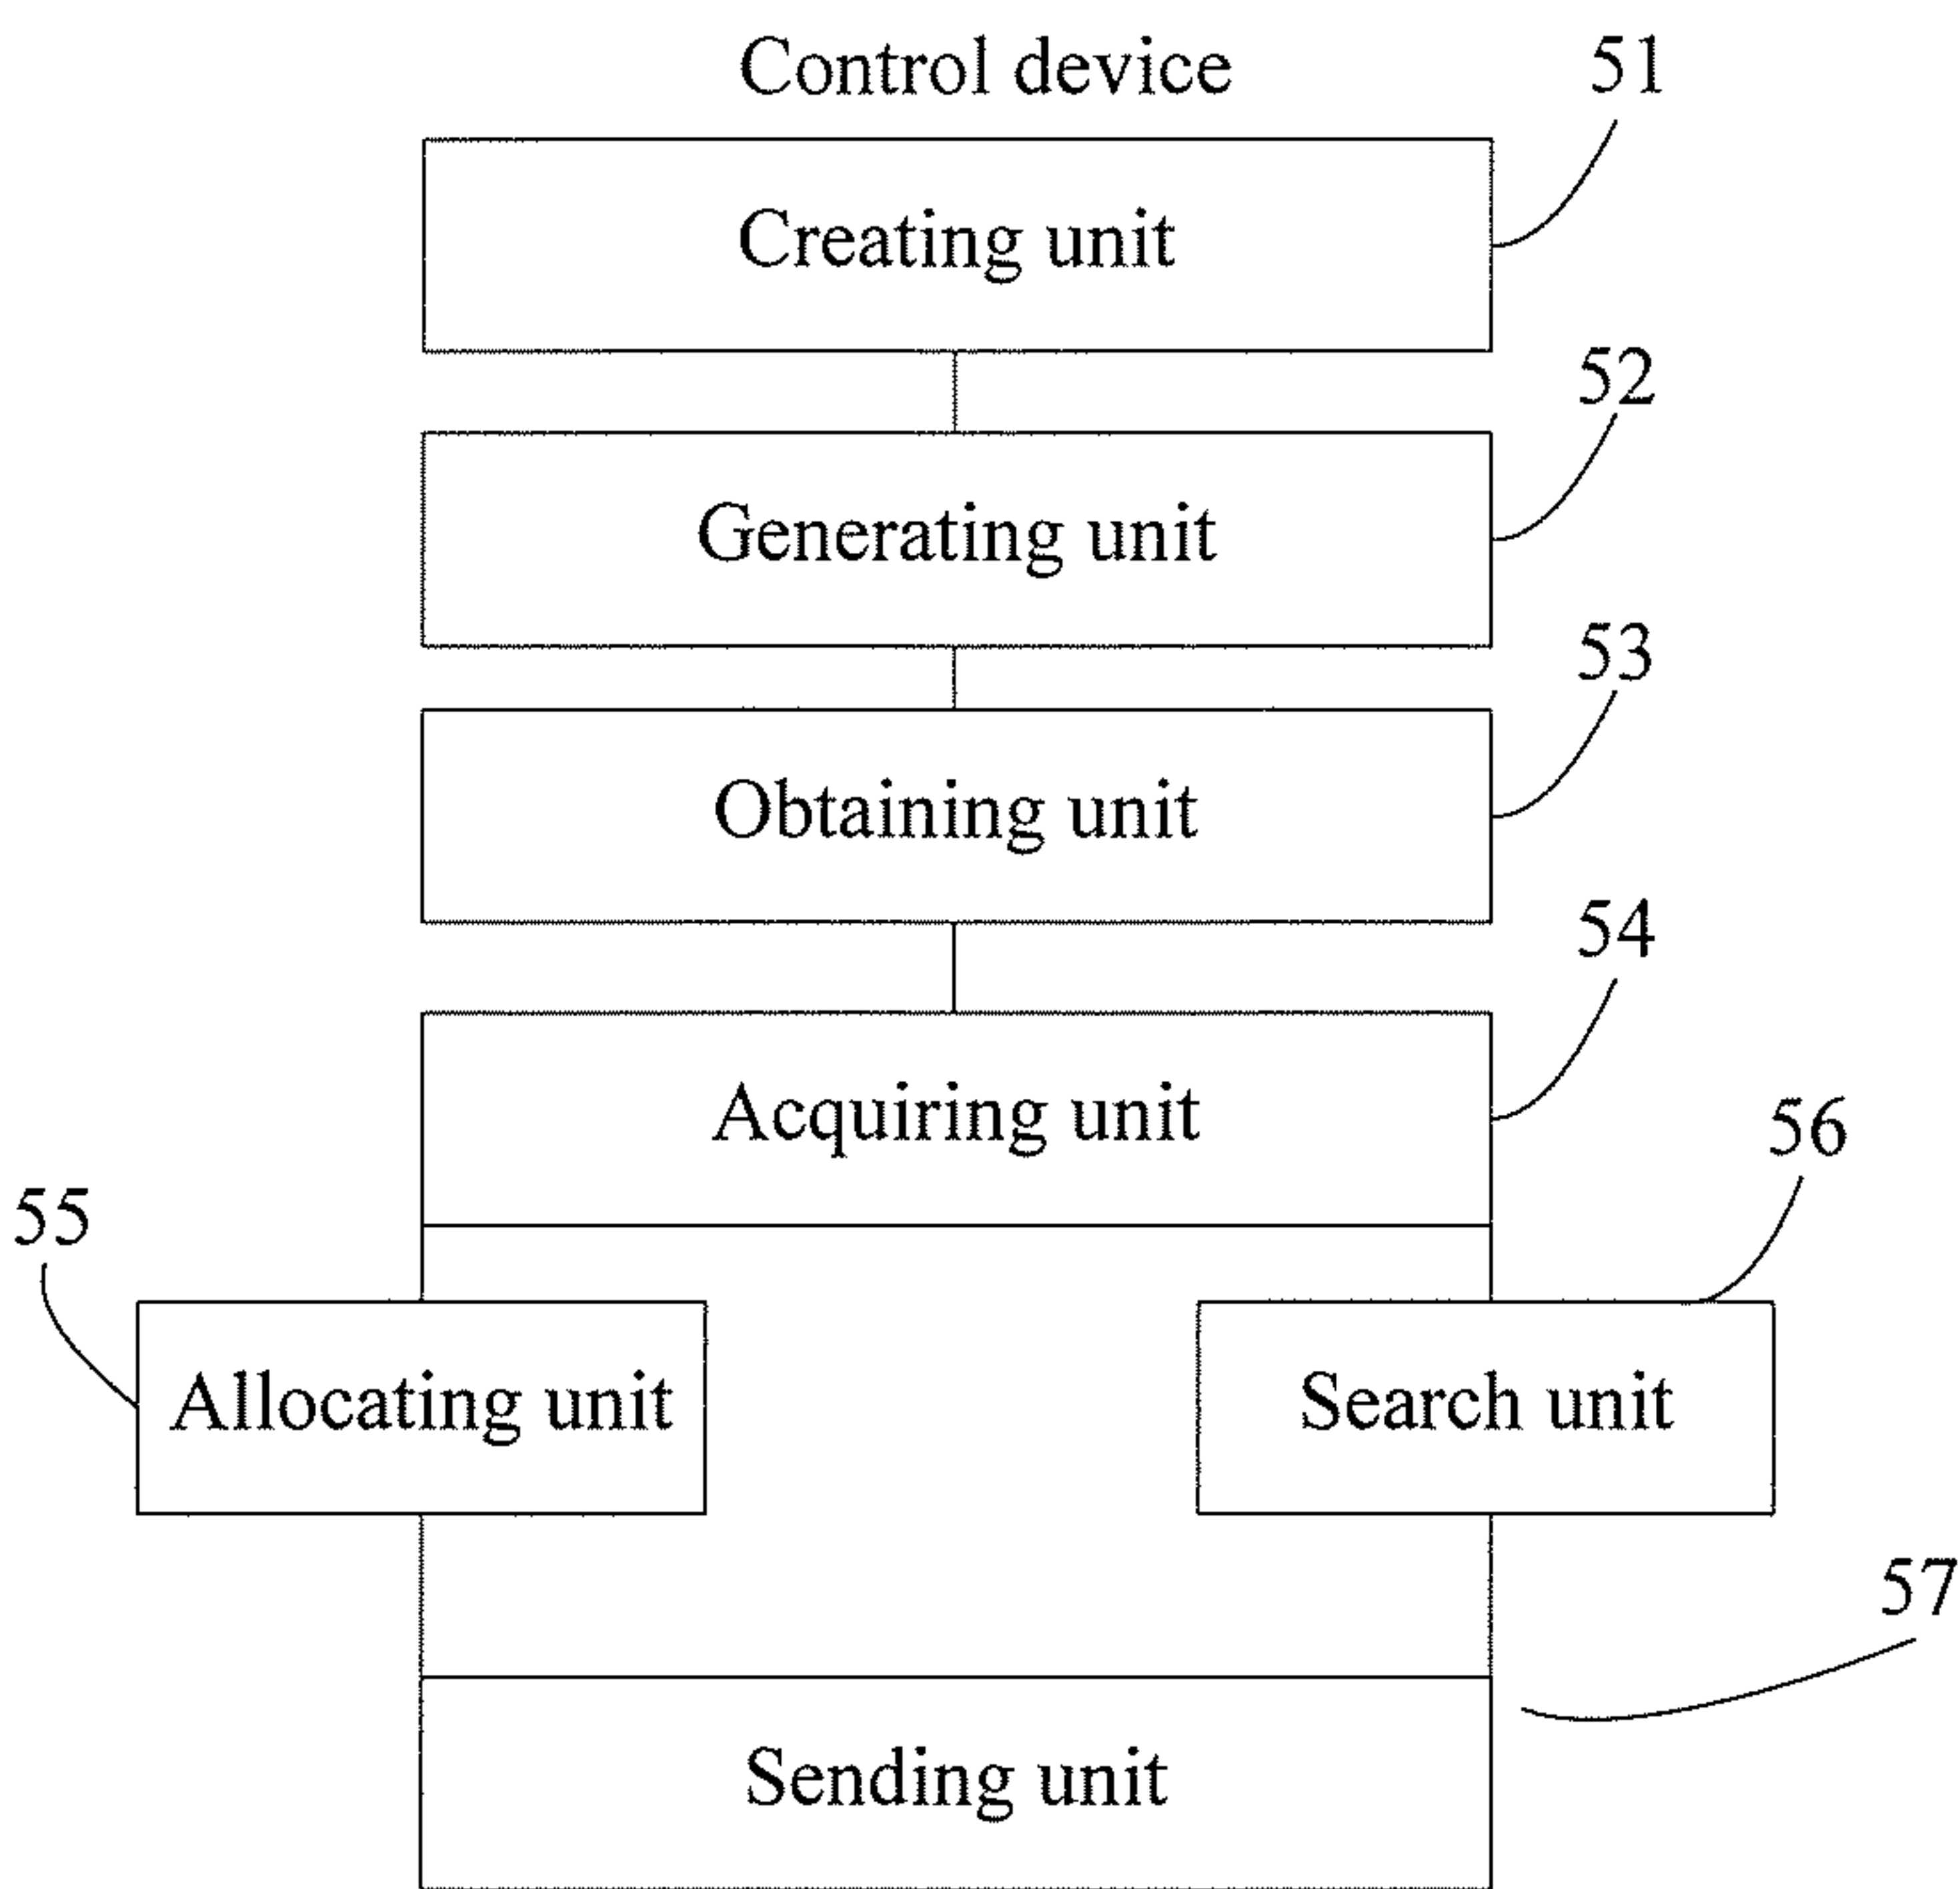 Control device
51
Creating unit
52
Generating unit
53
Obtaining unit
54
Acquiring unit
56
55
Allocating unit
Search unit
57
Sending unit